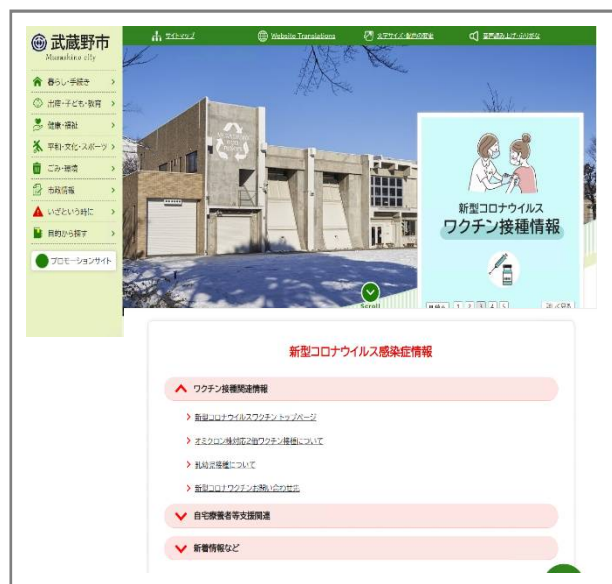 武蔵野市
Musashino city
サイトマップ
Website Translations
文字サイズ・配色の変更
音声読み上げ・ふりがな
暮らし・手続き
出産・子ども・教育
健康・福祉
平和・文化・スポーツ
ごみ・環境
市政情報
いざという時に
目的から探す
プロモーションサイト
新型コロナウイルス
ワクチン接種情報
1 2 3 4 5
Scroll
新型コロナウイルス感染症情報
ワクチン接種関連情報
新型コロナウイルスワクチントップページ
オミクロン株対応2価ワクチン接種について
乳幼児接種について
新型コロナワクチンお問い合わせ先
自宅療養者等支援関連
新着情報など